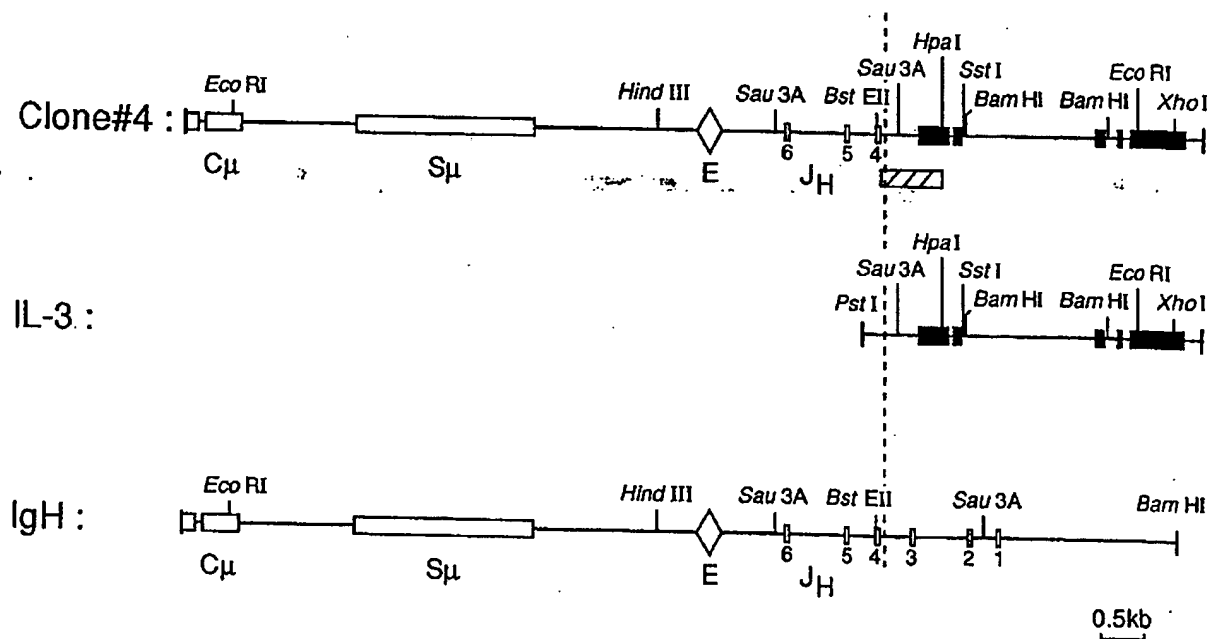 Hpa I
Eco RI Hind III Sau 3A Bst EII Sau 3A Sst I Bam HI Bam HI Eco RI Xho I
Clone#4 :
6 5 4
Cμ Sμ E JH
Hpa I
Sau 3A Sst I Eco RI
Pst I Bam HI Bam HI Xho I
IL-3 :
Eco RI Hind III Sau 3A Bst EII Sau 3A Bam HI
IgH :
6 5 4 3 2 1
Cμ Sμ E JH
0.5kb